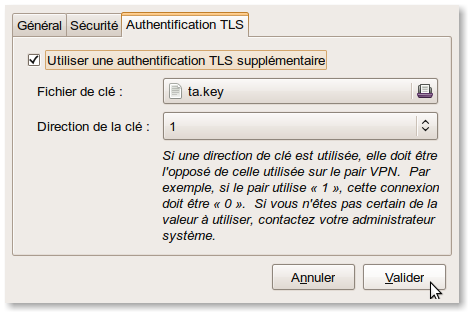 Général Sécurité Authentification TLS
Utiliser une authentification TLS supplémentaire
Fichier de clé : ta.key
Direction de la clé : 1
Si une direction de clé est utilisée, elle doit être
l'opposé de celle utilisée sur le pair VPN. Par
exemple, si le pair utilise « 1 », cette connexion
doit être « 0 ». Si vous n'êtes pas certain de la
valeur à utiliser, contactez votre administrateur
système.
Annuler Valider